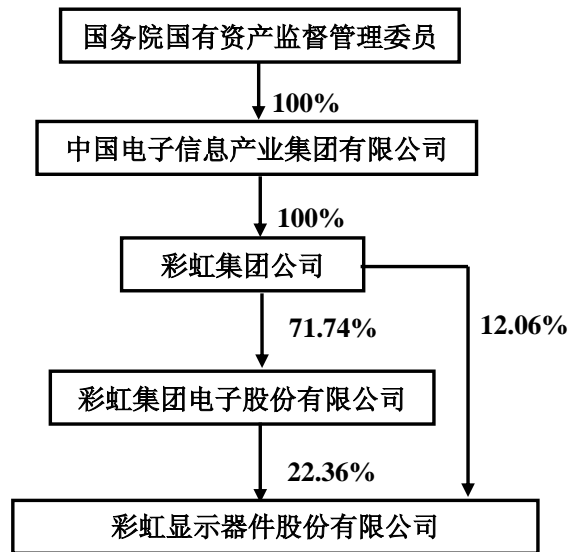 国务院国有资产监督管理委员
100%
中国电子信息产业集团有限公司
100%
彩虹集团公司
71.74%
12.06%
彩虹集团电子股份有限公司
22.36%
彩虹显示器件股份有限公司